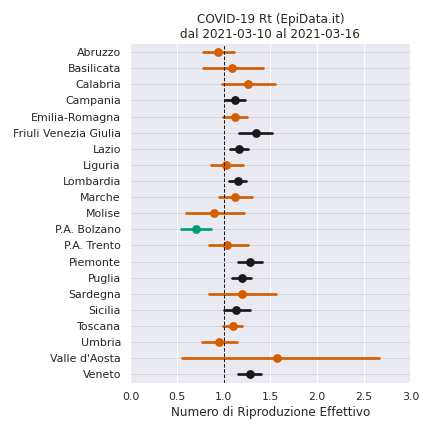 COVID-19 Rt (EpiData.it)
dal 2021-03-10 al 2021-03-16
Abruzzo
Basilicata
Calabria
Campania
Emilia-Romagna
Friuli Venezia Giulia
Lazio
Liguria
Lombardia
Marche
Molise
P.A. Bolzano
P.A. Trento
Piemonte
Puglia
Sardegna
Sicilia
Toscana
Umbria
Valle d'Aosta
Veneto
0.0 0.5 1.0 1.5 2.0 2.5 3.0
Numero di Riproduzione Effettivo